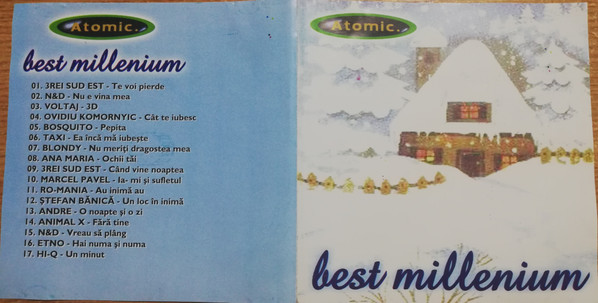 Atomic.
best millenium
01. 3REI SUD EST - Te voi pierde
02. N&D - Nu e vina mea
03. VOLTAJ - 3D
04. OVIDIU KOMORNYIC - Cât te iubesc
05. BOSQUITO - Pepita
06. TAXI - Ea încă mă iubește
07. BLONDY - Nu meriți dragostea mea
08. ANA MARIA - Ochii tăi
09. 3REI SUD EST - Când vine noaptea
10. MARCEL PAVEL - Ia- mi și sufletul
11. RO-MANIA - Au inimă au
12. ȘTEFAN BĂNICĂ - Un loc în inimă
13. ANDRE - O noapte și o zi
14. ANIMAL X - Fără tine
15. N&D - Vreau să plâng
16. ETNO - Hai numa și numa
17. HI-Q - Un minut
Atomic.
best millenium